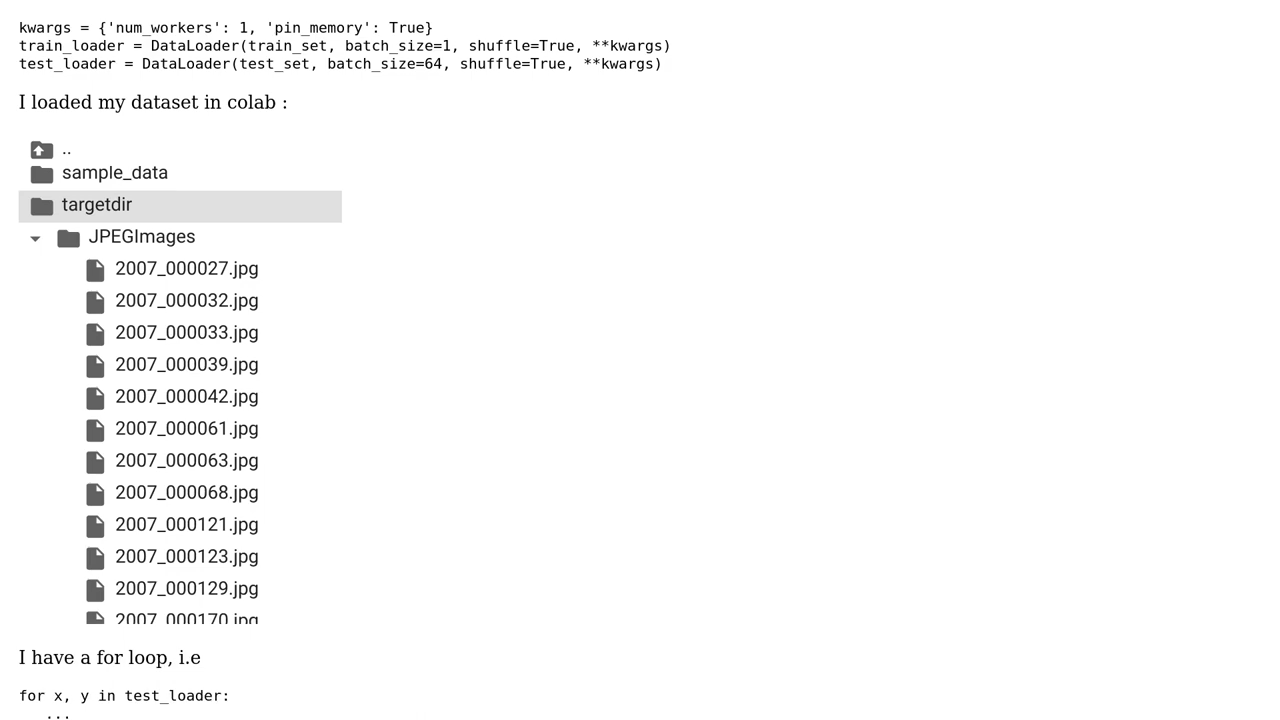 kwargs = {'num_workers': 1, 'pin_memory': True}
train_loader = DataLoader(train_set, batch_size=1, shuffle=True, **kwargs)
test_loader = DataLoader(test_set, batch_size=64, shuffle=True, **kwargs)
I loaded my dataset in colab :
..
sample_data
targetdir
JPEGImages
2007_000027.jpg
2007_000032.jpg
2007_000033.jpg
2007_000039.jpg
2007_000042.jpg
2007_000061.jpg
2007_000063.jpg
2007_000068.jpg
2007_000121.jpg
2007_000123.jpg
2007_000129.jpg
2007_000170.jpg
I have a for loop, i.e
for x, y in test_loader:
...